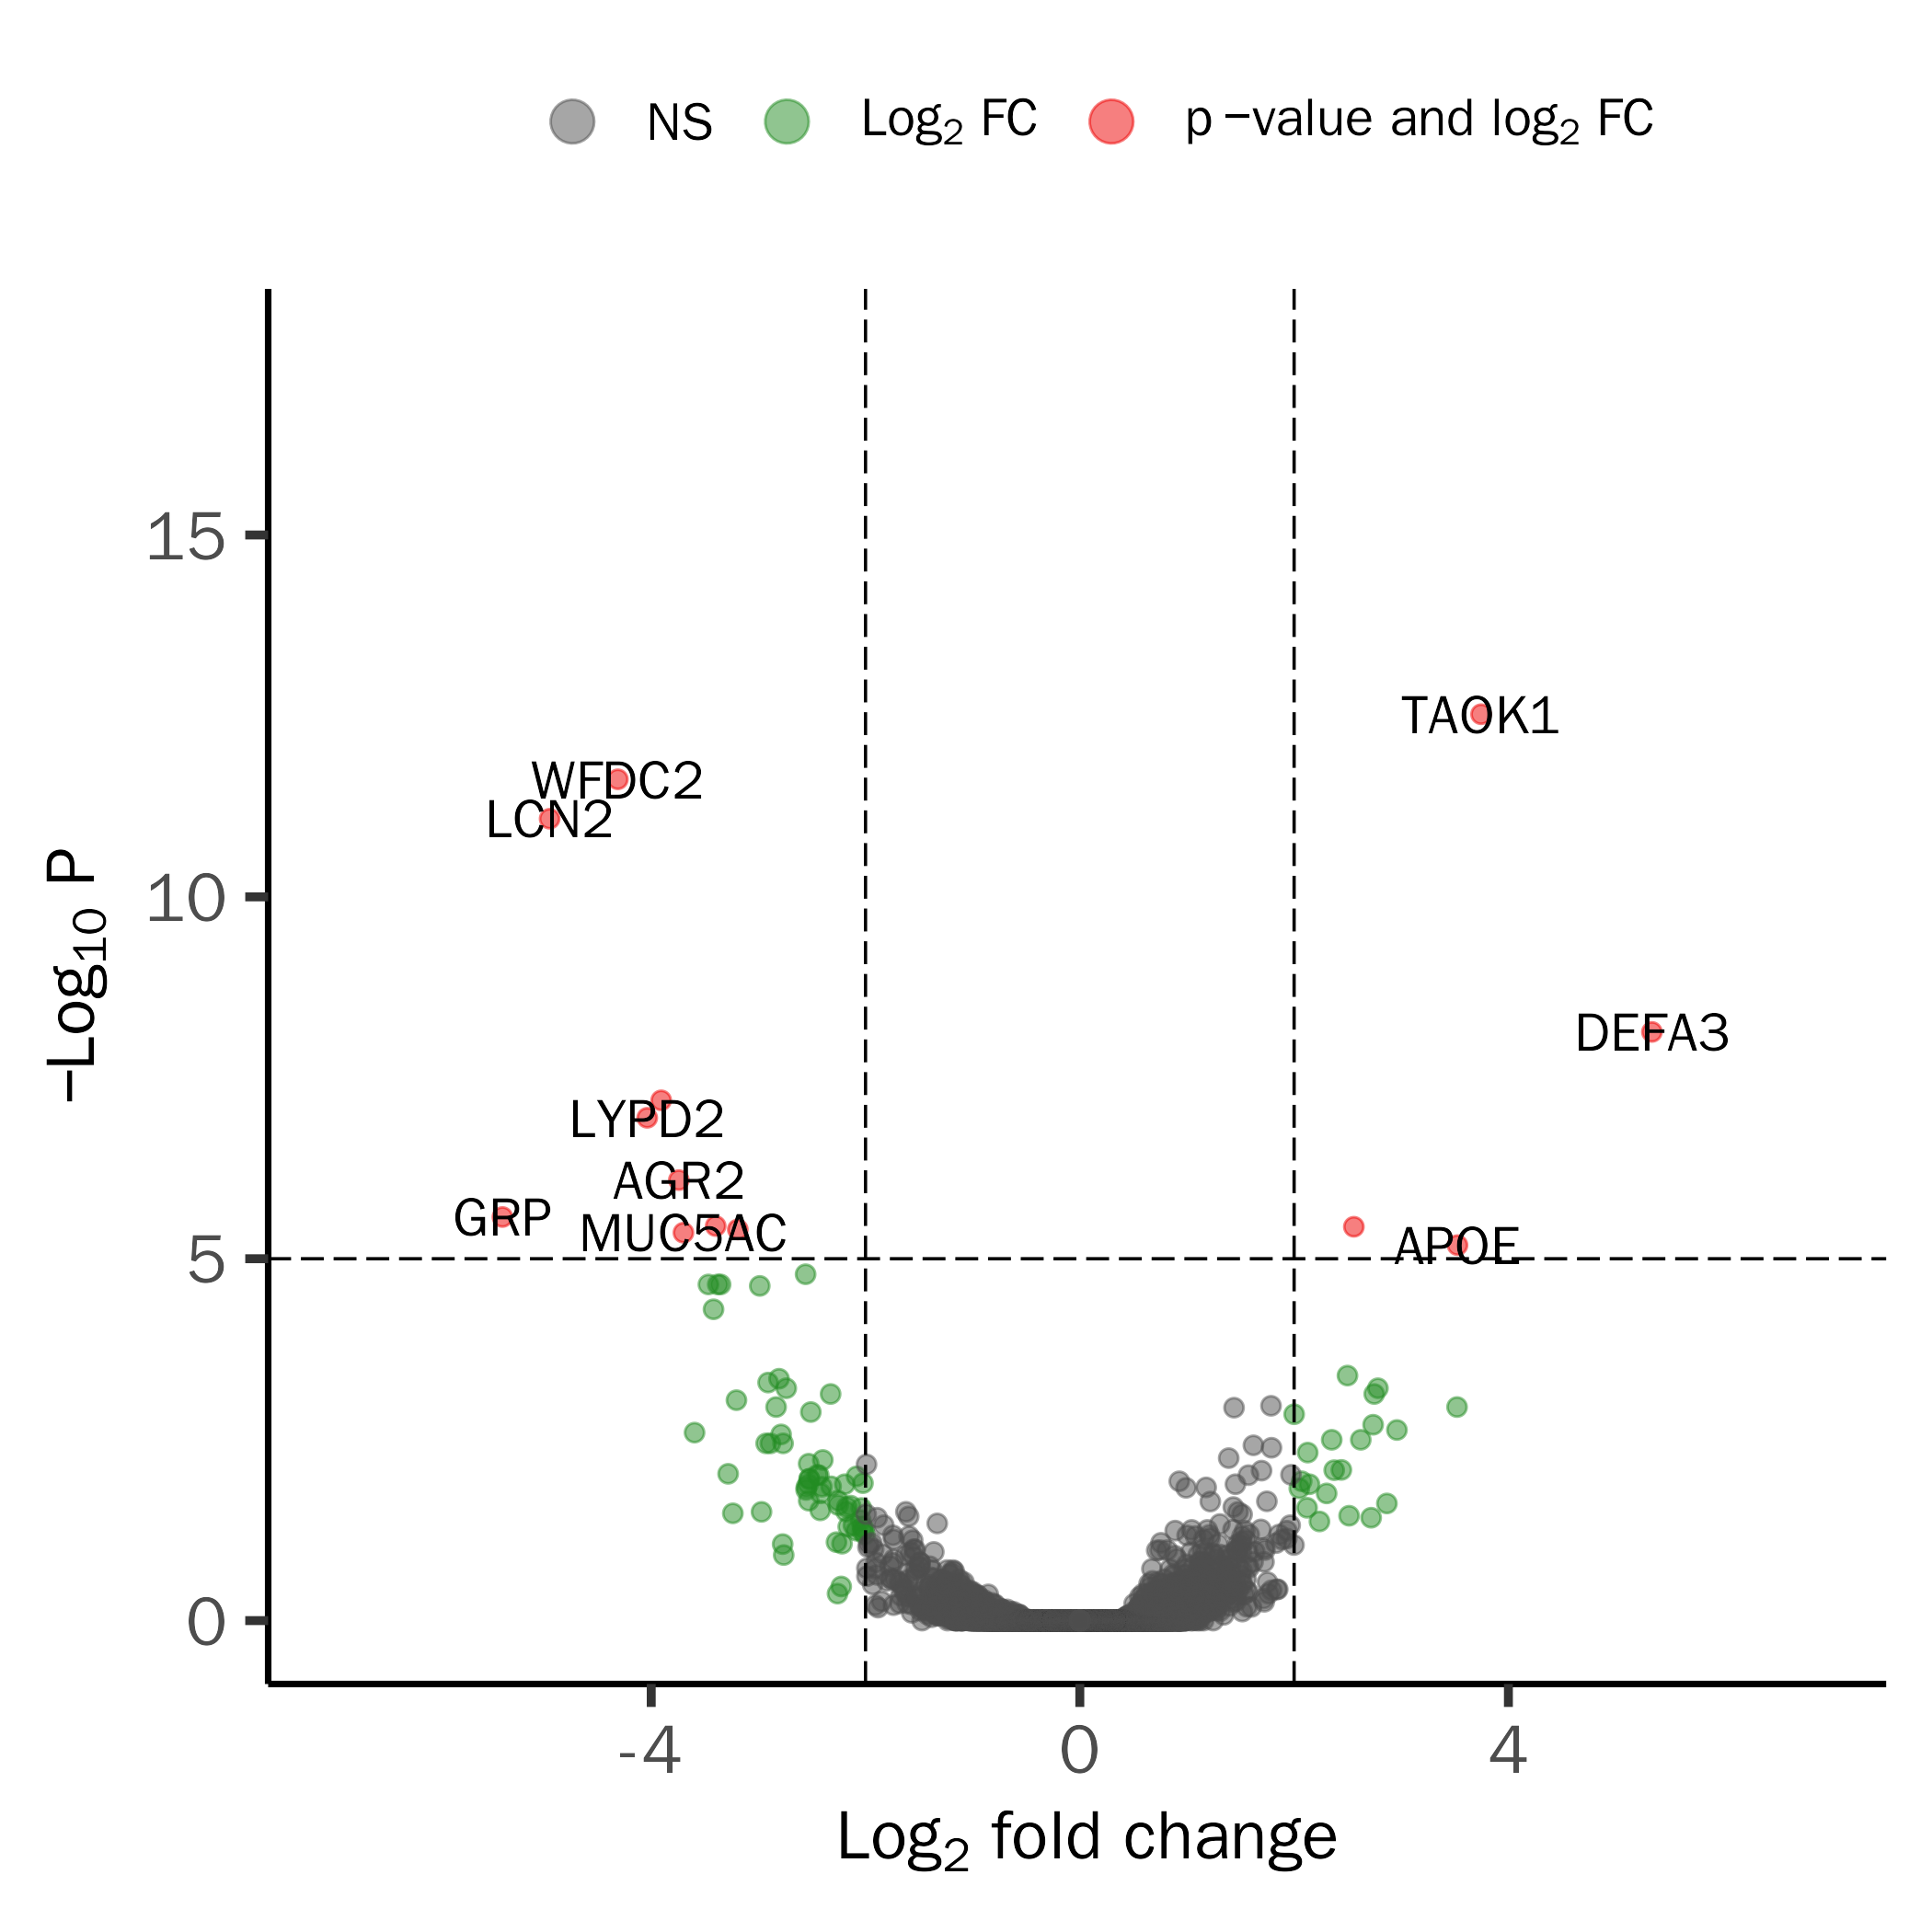 NS Log2 FC p −value and log2 FC
−Log10 P
15
10
5
0
TAOK1
WFDC2
LCN2
DEFA3
LYPD2
AGR2
GRP
MUC5AC
APOE
-4 0 4
Log2 fold change